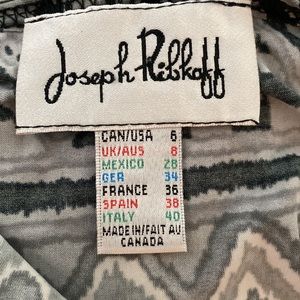 Joseph Ribkoff
CAN/USA 6
UK/AUS 8
MEXICO 28
GER 34
FRANCE 36
SPAIN 38
ITALY 40
MADE IN/FAIT AU
CANADA